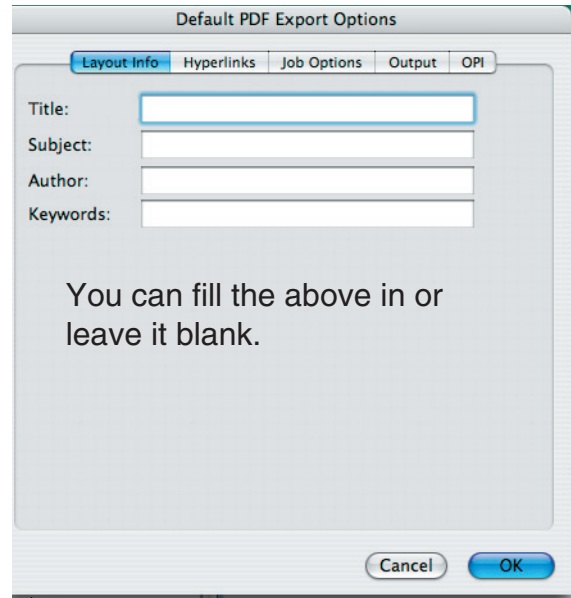 Default PDF Export Options
Layout Info Hyperlinks Job Options Output OPI
Title:
Subject:
Author:
Keywords:
You can fill the above in or
leave it blank.
Cancel OK